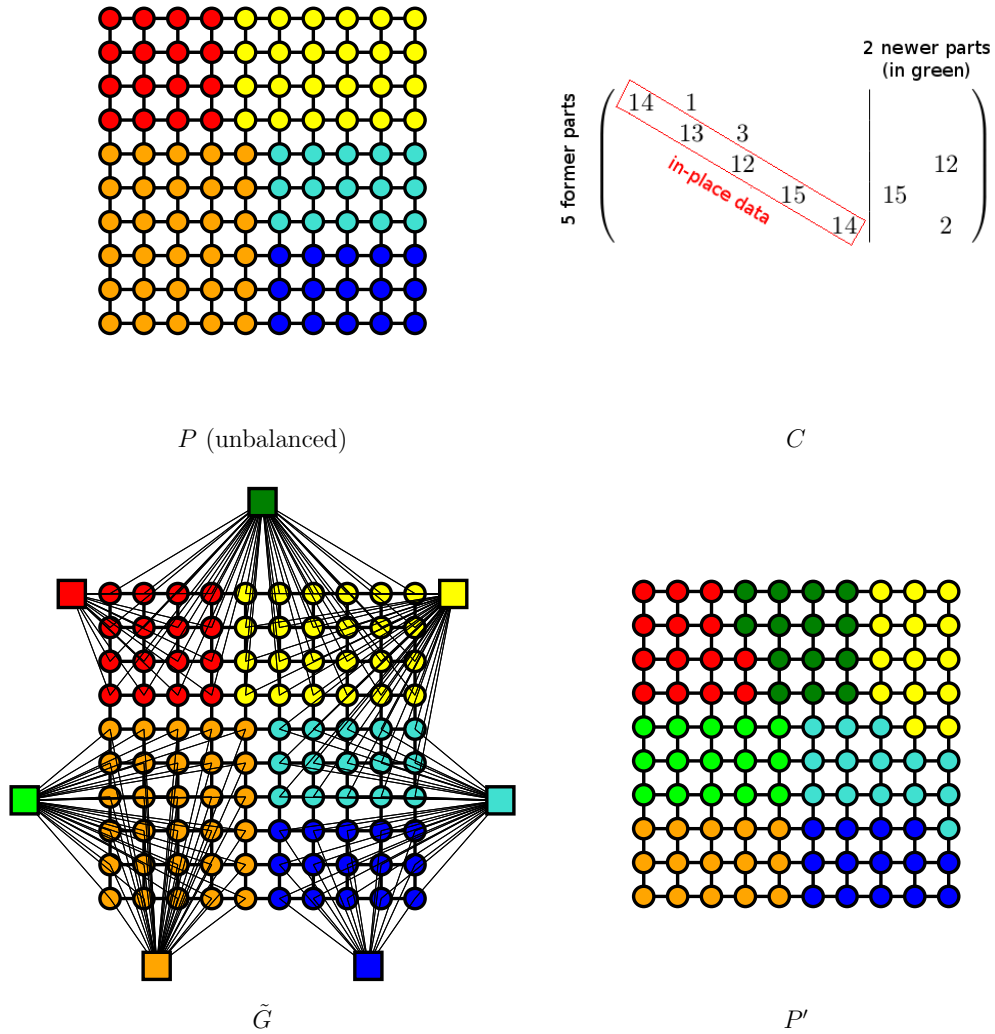 2 newer parts
(in green)
5 former parts
14 1
13 3
12 12
15 15
14 2
in-place data
P (unbalanced)
C
G̃
P′